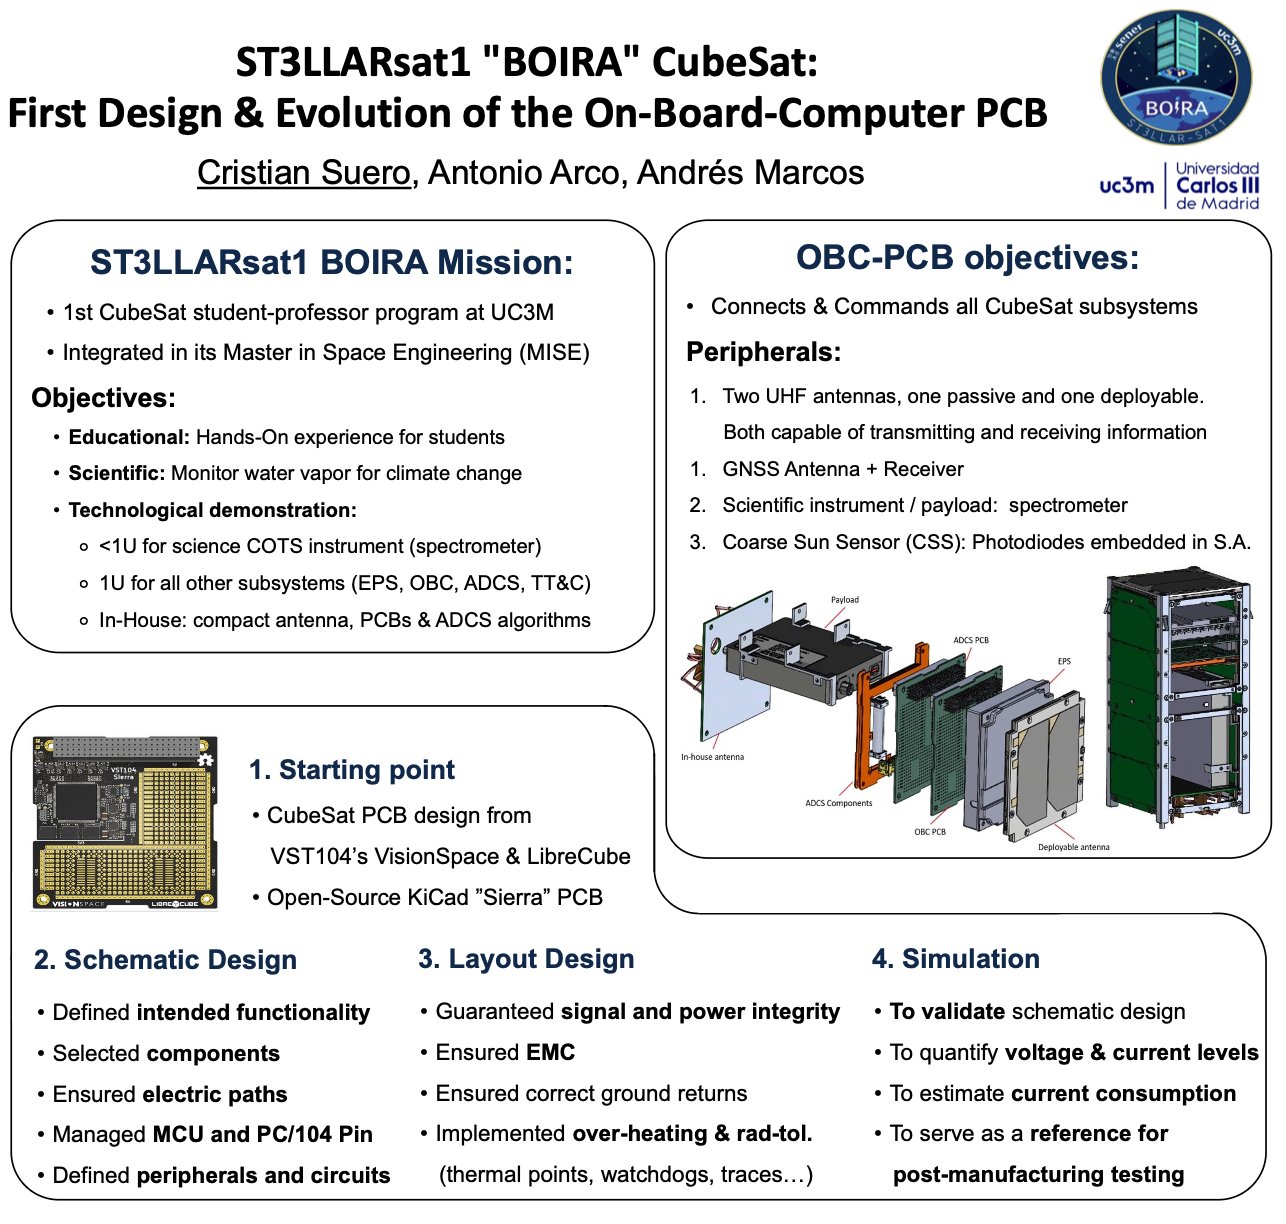 ST3LLARsat1 "BOIRA" CubeSat:
First Design & Evolution of the On-Board-Computer PCB
Cristian Suero, Antonio Arco, Andrés Marcos
sener
uc3m
BOIRA
ST3LLAR-SAT1
uc3m
Universidad
Carlos III
de Madrid
ST3LLARsat1 BOIRA Mission:
• 1st CubeSat student-professor program at UC3M
• Integrated in its Master in Space Engineering (MISE)
Objectives:
• Educational: Hands-On experience for students
• Scientific: Monitor water vapor for climate change
• Technological demonstration:
○ <1U for science COTS instrument (spectrometer)
○ 1U for all other subsystems (EPS, OBC, ADCS, TT&C)
○ In-House: compact antenna, PCBs & ADCS algorithms
OBC-PCB objectives:
• Connects & Commands all CubeSat subsystems
Peripherals:
1. Two UHF antennas, one passive and one deployable.
Both capable of transmitting and receiving information
1. GNSS Antenna + Receiver
2. Scientific instrument / payload: spectrometer
3. Coarse Sun Sensor (CSS): Photodiodes embedded in S.A.
Payload
ADCS PCB
EPS
In-house antenna
ADCS Components
OBC PCB
Deployable antenna
VST104
Sierra
VISI•NSPACE
LIBRECUBE
1. Starting point
• CubeSat PCB design from
VST104’s VisionSpace & LibreCube
• Open-Source KiCad ”Sierra” PCB
2. Schematic Design
• Defined intended functionality
• Selected components
• Ensured electric paths
• Managed MCU and PC/104 Pin
• Defined peripherals and circuits
3. Layout Design
• Guaranteed signal and power integrity
• Ensured EMC
• Ensured correct ground returns
• Implemented over-heating & rad-tol.
(thermal points, watchdogs, traces…)
4. Simulation
• To validate schematic design
• To quantify voltage & current levels
• To estimate current consumption
• To serve as a reference for
post-manufacturing testing